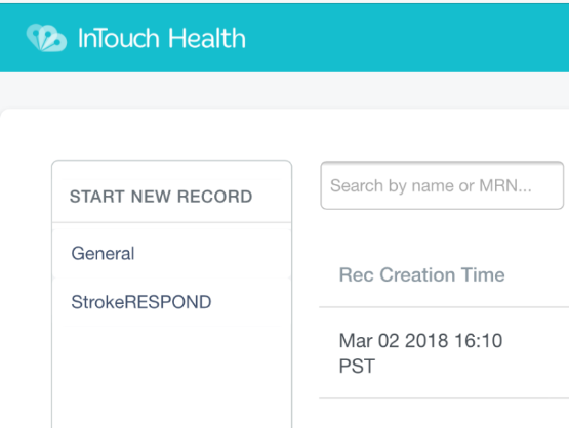 InTouch Health
START NEW RECORD
General
StrokeRESPOND
Search by name or MRN...
Rec Creation Time
Mar 02 2018 16:10
PST